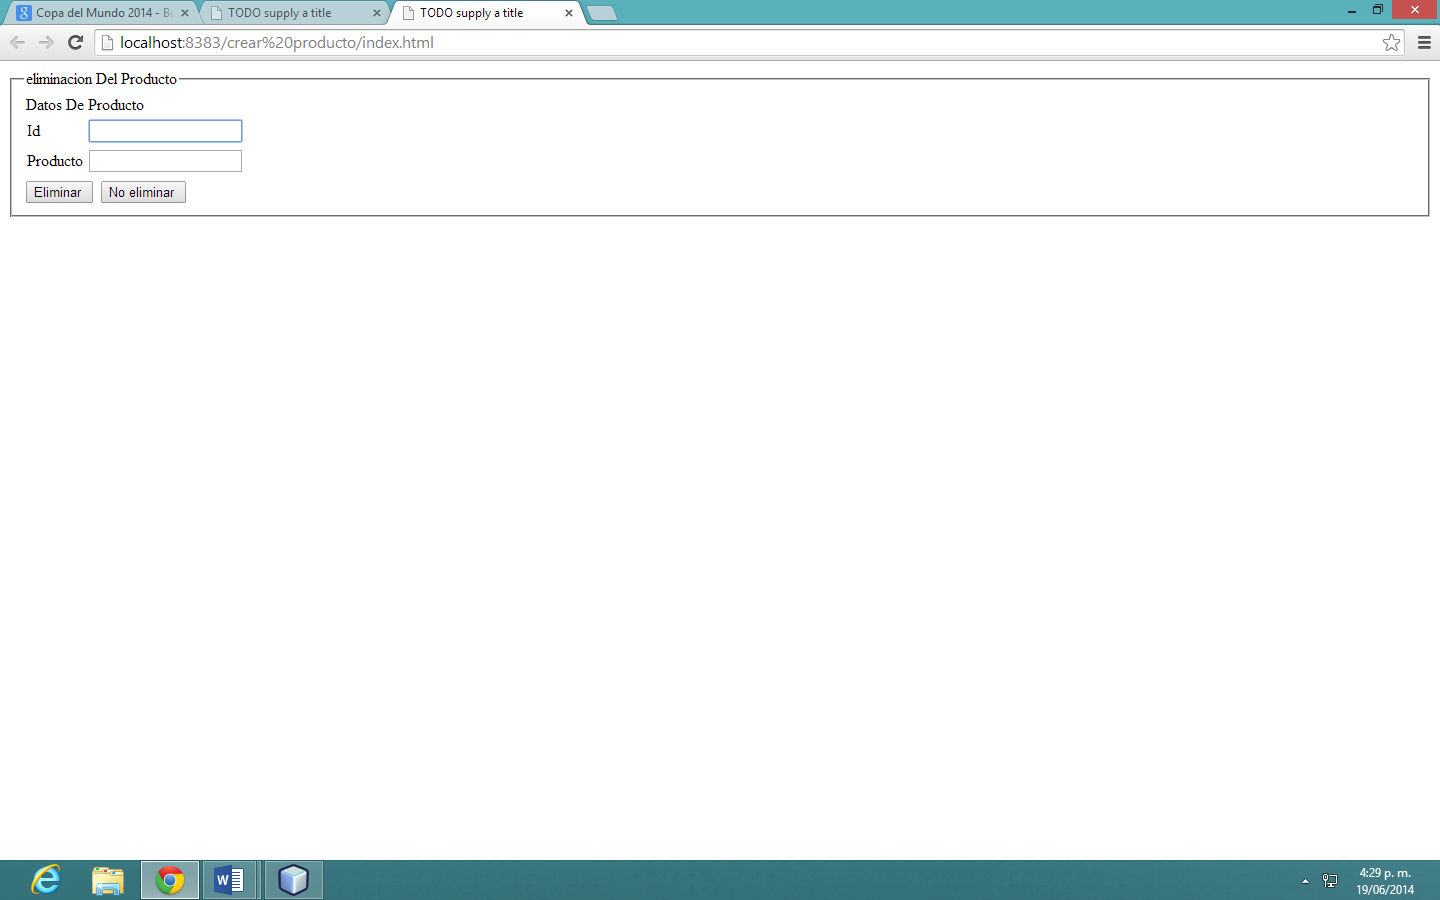 Copa del Mundo 2014 - B
TODO supply a title
TODO supply a title
localhost:8383/crear%20producto/index.html
eliminacion Del Producto
Datos De Producto
Id
Producto
Eliminar No eliminar
4:29 p. m.
19/06/2014